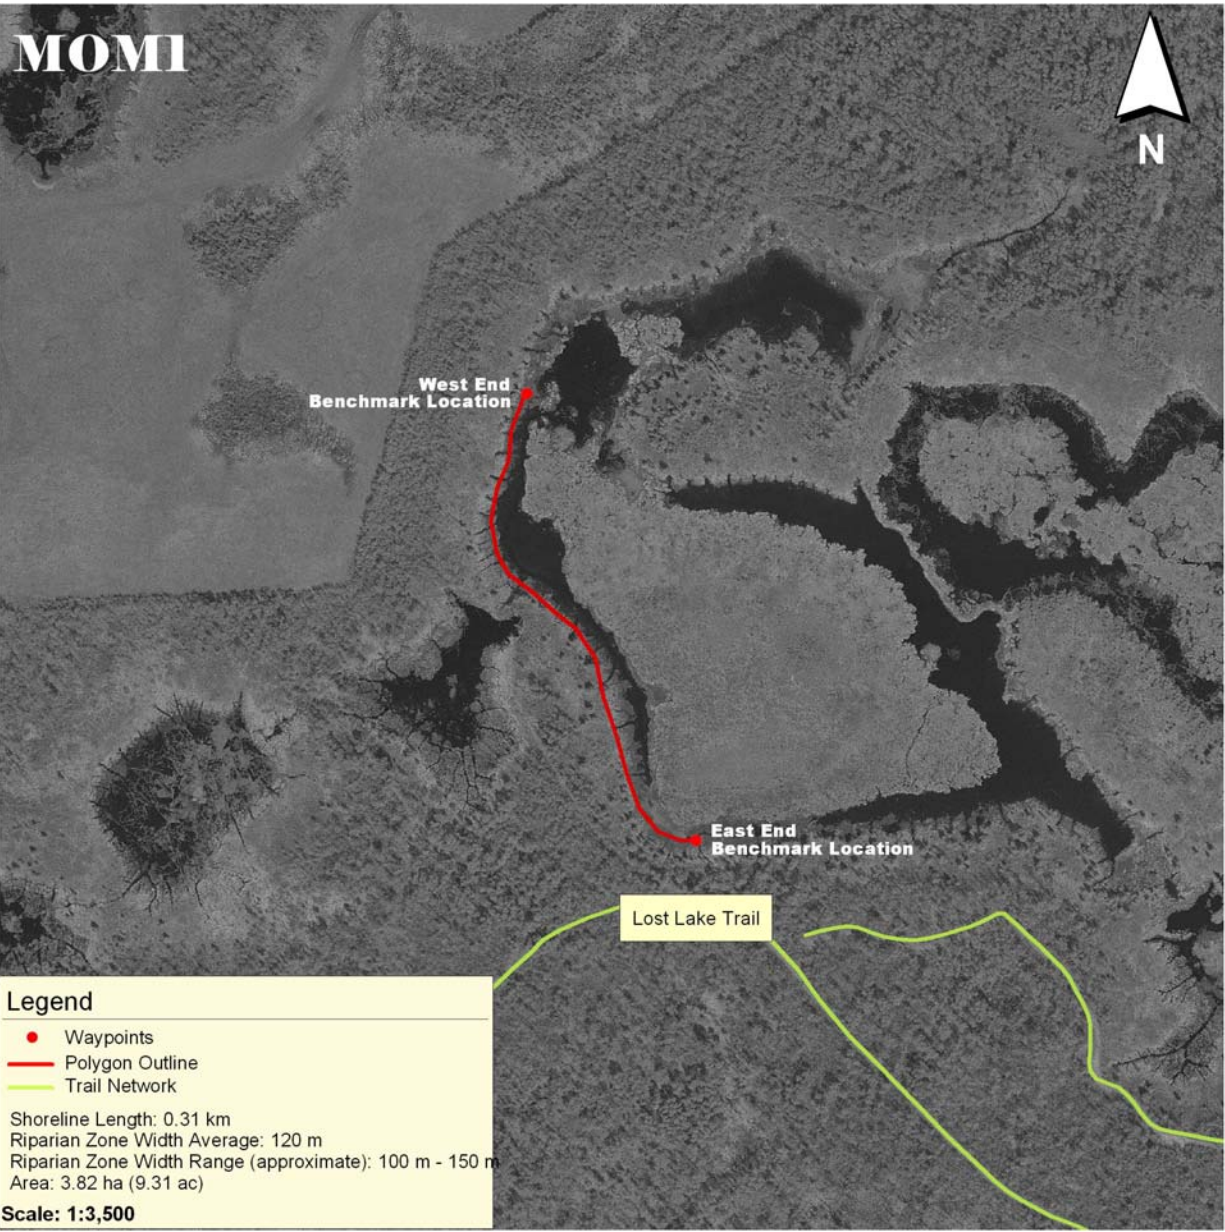 MOM1
N
West End
Benchmark Location
East End
Benchmark Location
Lost Lake Trail
Legend
Waypoints
Polygon Outline
Trail Network
Shoreline Length: 0.31 km
Riparian Zone Width Average: 120 m
Riparian Zone Width Range (approximate): 100 m - 150 m
Area: 3.82 ha (9.31 ac)
Scale: 1:3,500